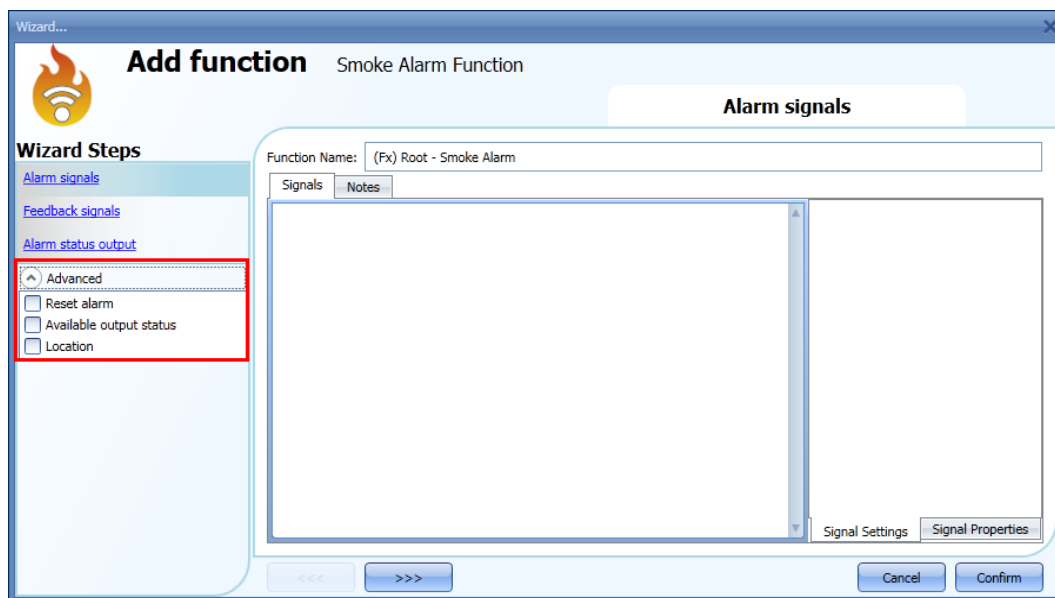 Wizard...
Add function Smoke Alarm Function
Alarm signals
Wizard Steps
Alarm signals
Feedback signals
Alarm status output
Advanced
Reset alarm
Available output status
Location
Function Name: (Fx) Root - Smoke Alarm
Signals Notes
Signal Settings Signal Properties
<<< >>> Cancel Confirm